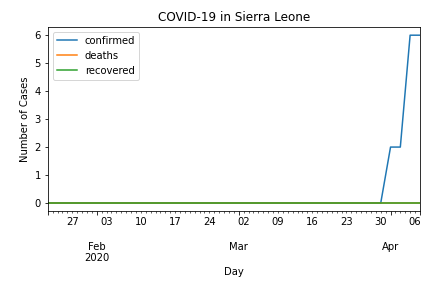 COVID-19 in Sierra Leone
confirmed
deaths
recovered
Number of Cases
6
5
4
3
2
1
0
27 03 10 17 24 02 09 16 23 30 06
Feb Mar Apr
2020
Day